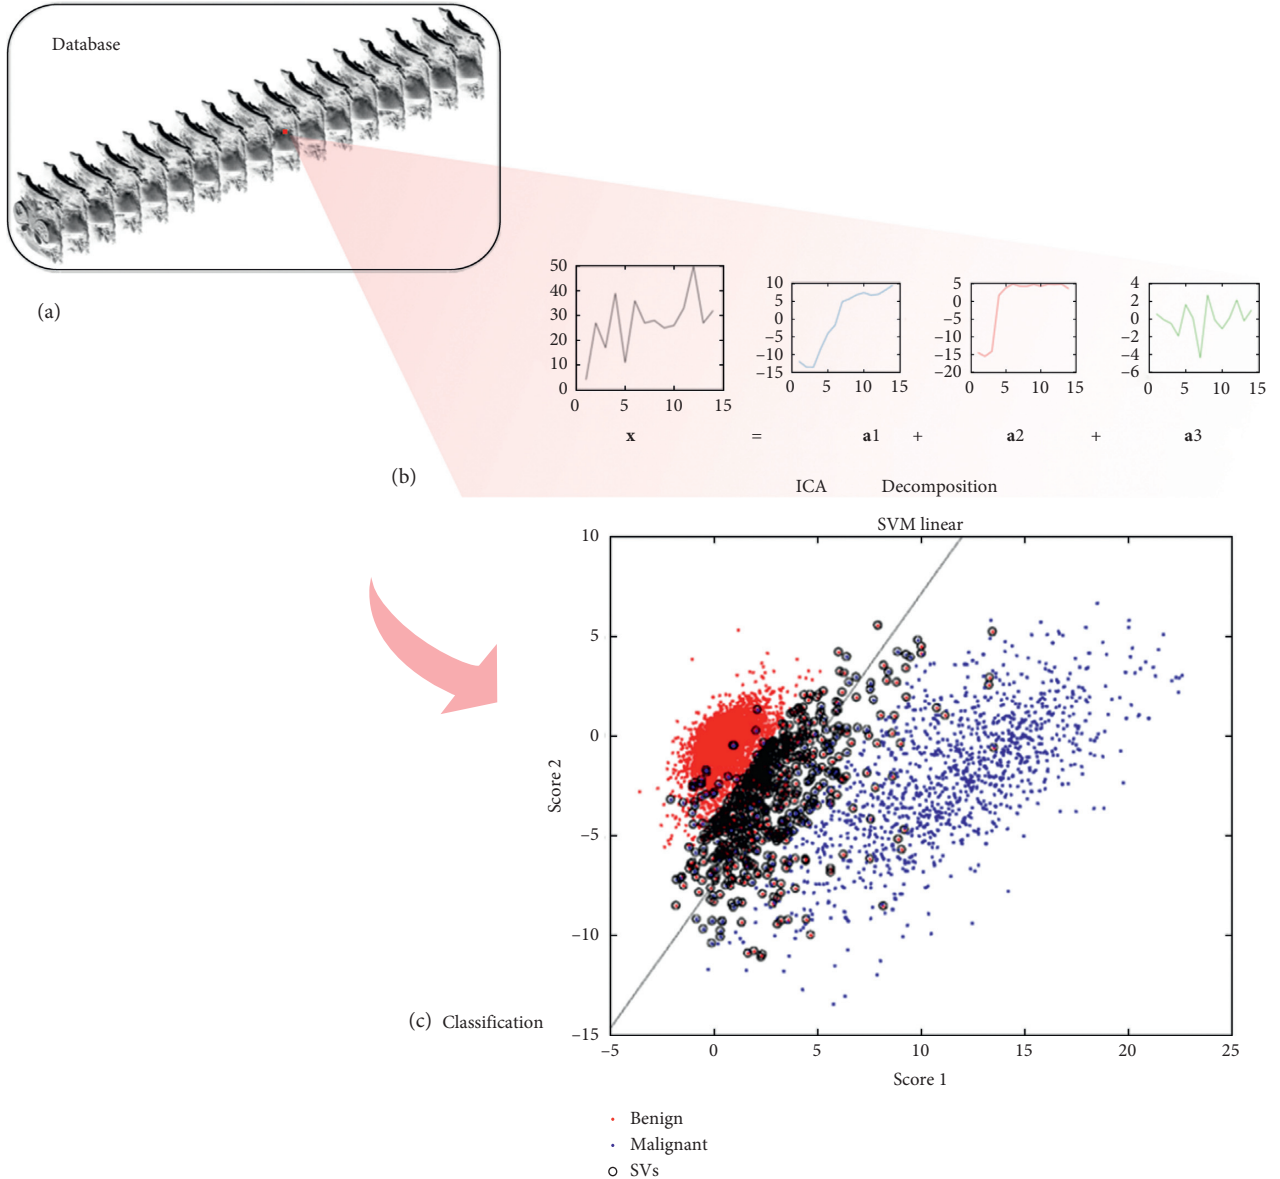 Database
(a)
50
40
30
20
10
0
0 5 10 15
10
5
0
−5
−10
−15
0 5 10 15
5
0
−5
−10
−15
−20
0 5 10 15
4
2
0
−2
−4
−6
0 5 10 15
x = a1 + a2 + a3
(b)
ICA Decomposition
SVM linear
10
5
0
−5
−10
−15
Score 2
−5 0 5 10 15 20 25
Score 1
(c) Classification
Benign
Malignant
SVs